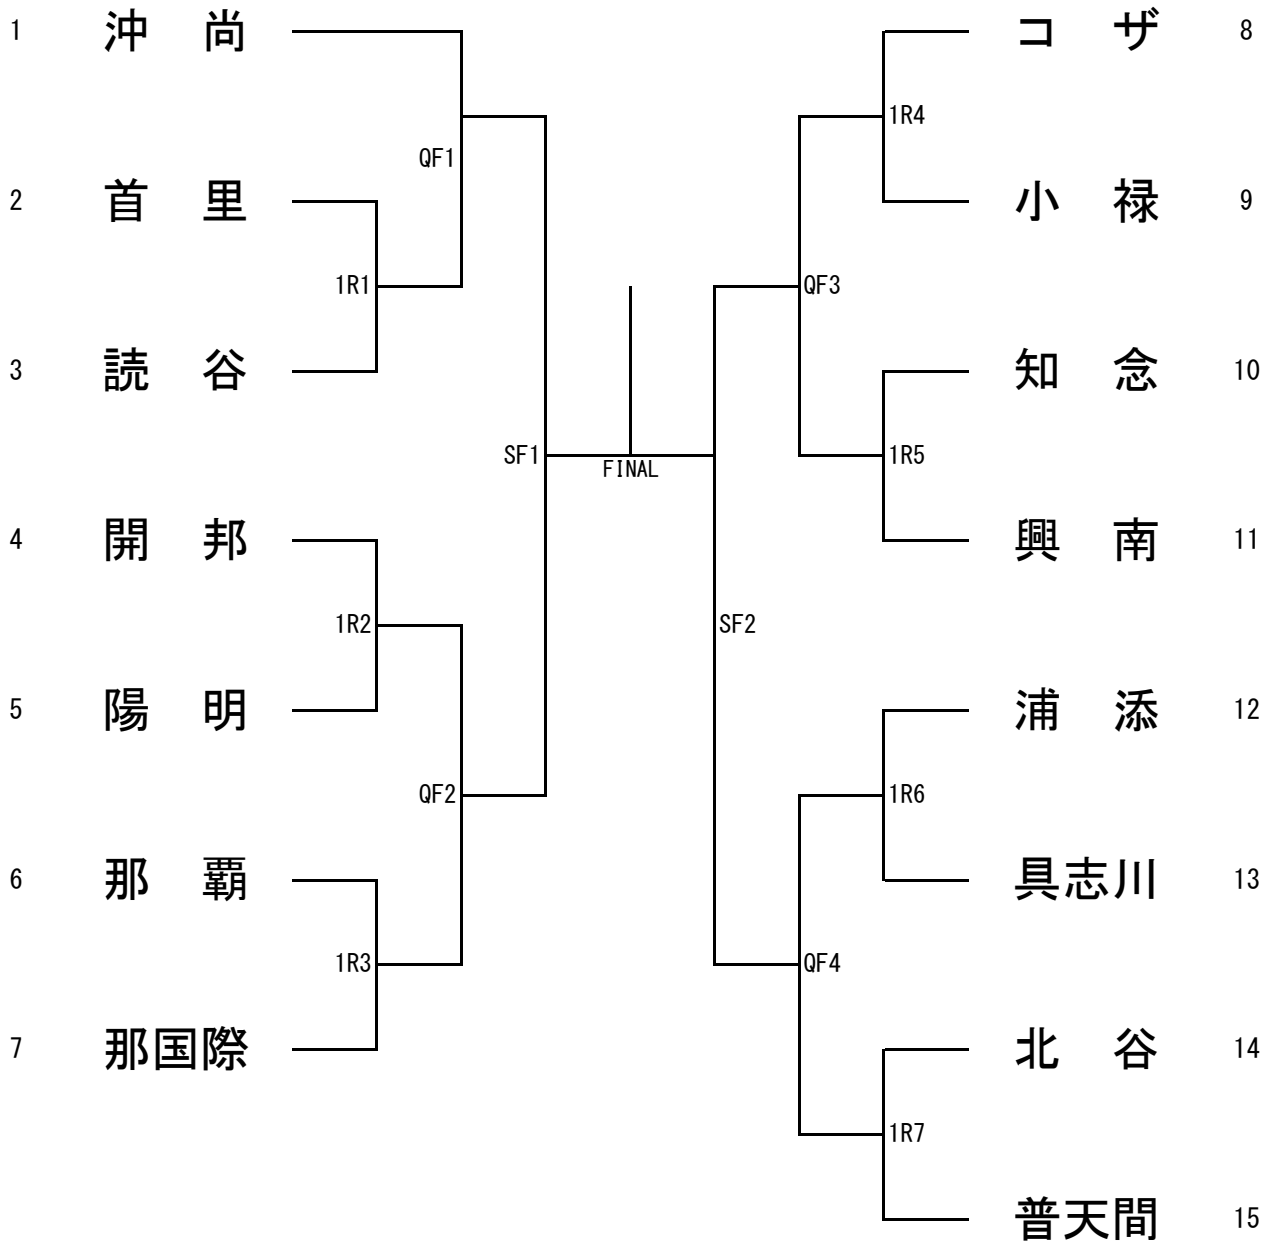 1 沖 尚
2 首 里
3 読 谷
4 開 邦
5 陽 明
6 那 覇
7 那国際
QF1
1R1
SF1
1R2
QF2
1R3
FINAL
1R4
QF3
1R5
SF2
1R6
QF4
1R7
コ ザ 8
小 禄 9
知 念 10
興 南 11
浦 添 12
具志川 13
北 谷 14
普天間 15